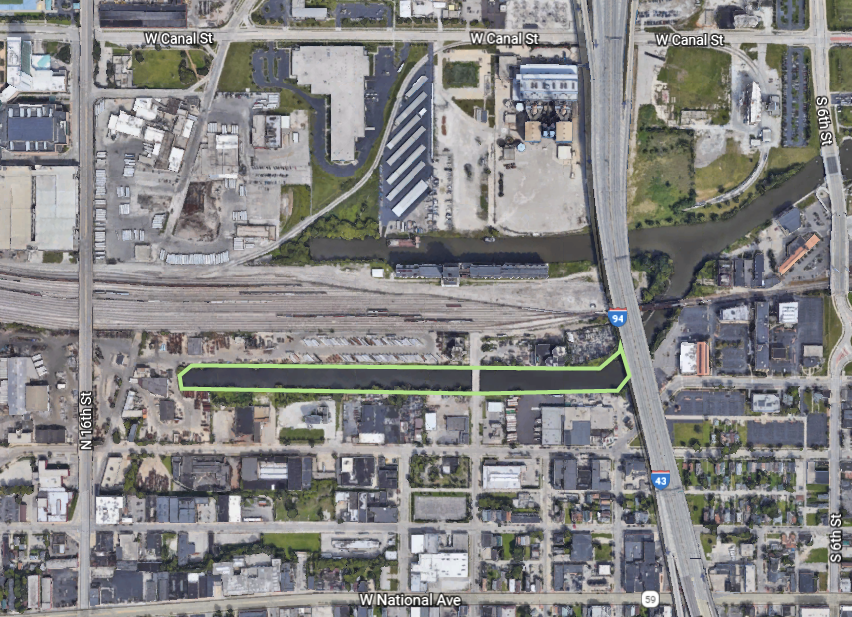 W Canal St
W Canal St
W Canal St
S 6th St
94
N 16th St
43
S 6th St
W National Ave
59